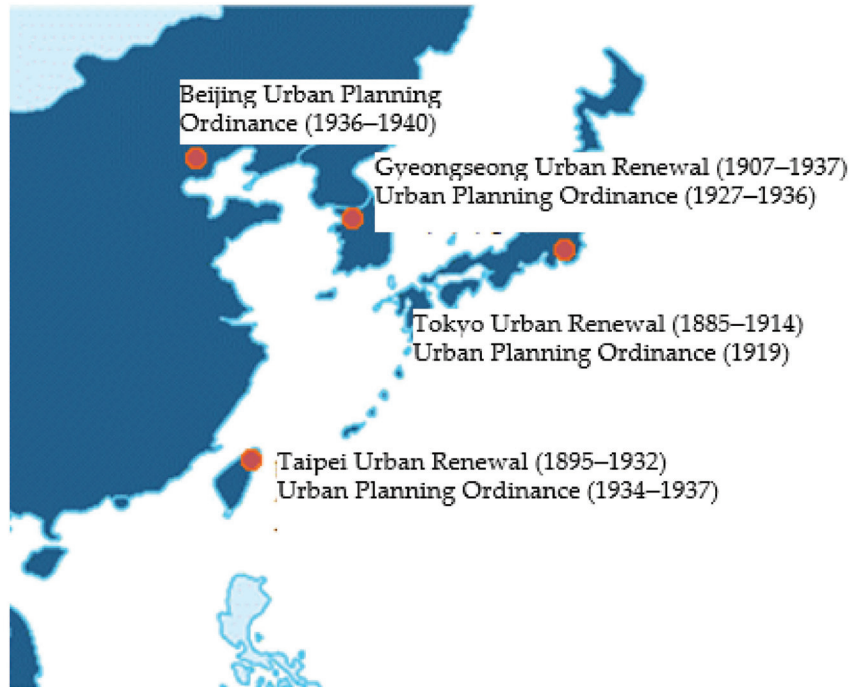 Beijing Urban Planning
Ordinance (1936–1940)
Gyeongseong Urban Renewal (1907–1937)
Urban Planning Ordinance (1927–1936)
Tokyo Urban Renewal (1885–1914)
Urban Planning Ordinance (1919)
Taipei Urban Renewal (1895–1932)
Urban Planning Ordinance (1934–1937)